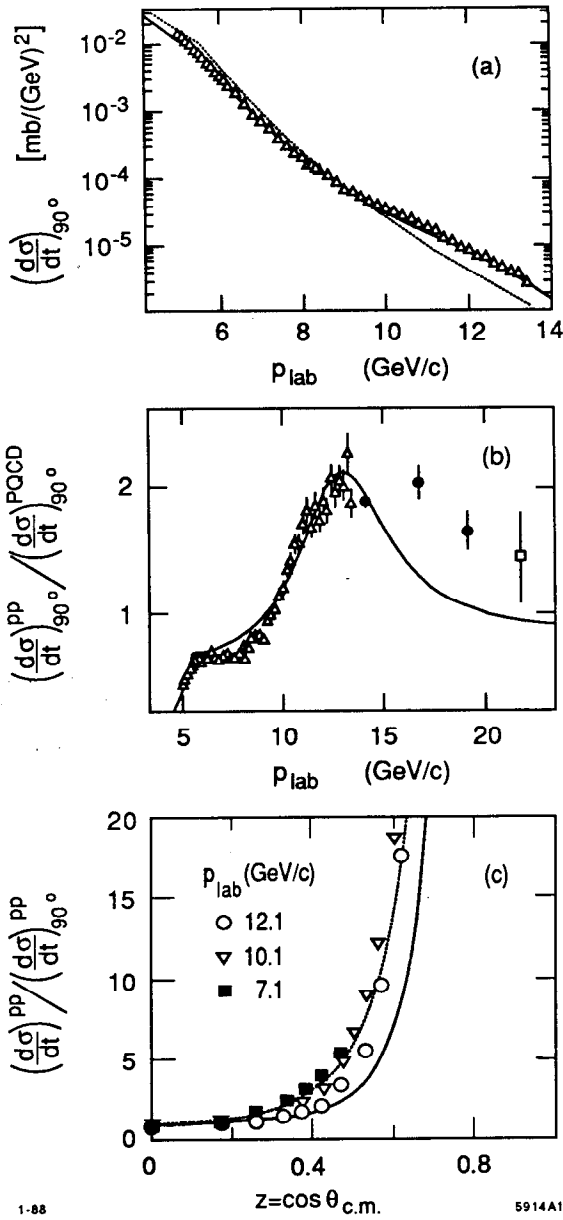 (a)
(dσ/dt)90° [mb/(GeV)²]
10⁻²
10⁻³
10⁻⁴
10⁻⁵
6 8 10 12 14
p lab (GeV/c)
(b)
(dσ/dt)90° pp / (dσ/dt)90° PQCD
2
1
5 10 15 20
p lab (GeV/c)
(c)
(dσ/dt) pp / (dσ/dt)90° pp
20
15
10
5
0
p lab (GeV/c)
12.1
10.1
7.1
0 0.4 0.8
z=cos θ c.m.
1-88 5914A1